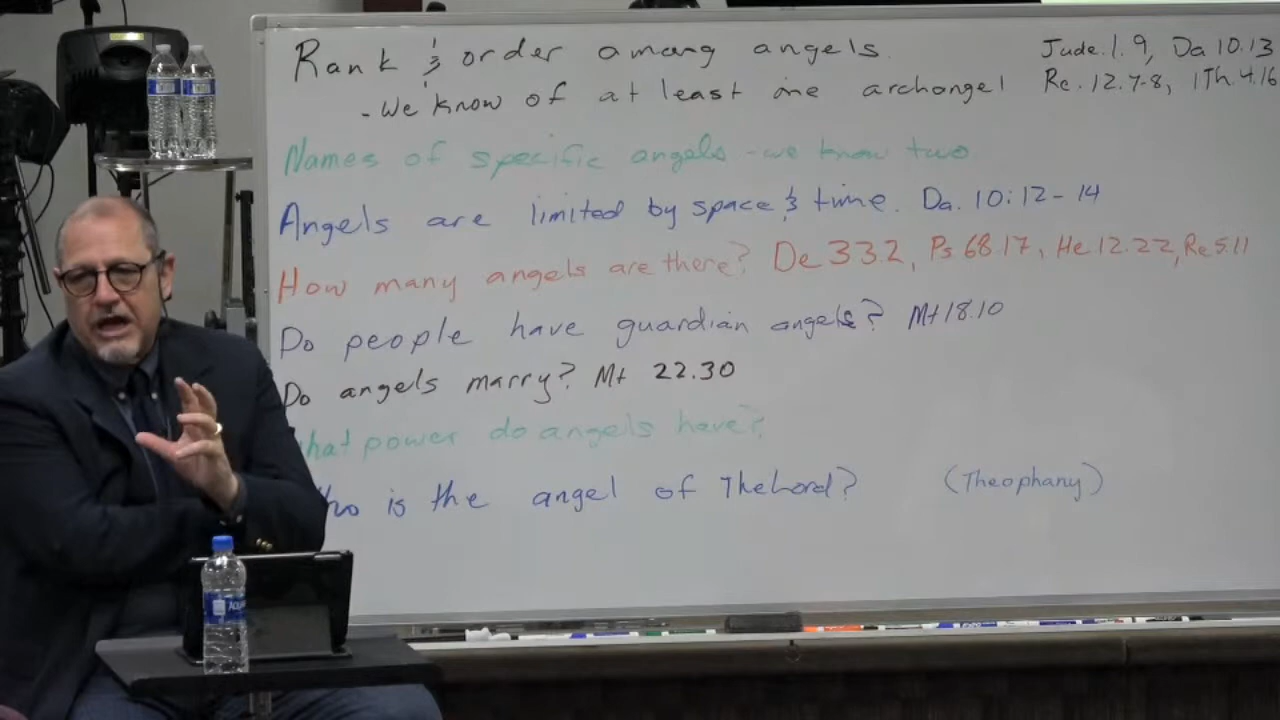 Rank & order among angels. Jude.1.9, Da 10.13
- We know of at least one archangel Re.12.7-8, 1Th.4.16
Names of specific angels - we know two
Angels are limited by space & time. Da. 10:12-14
How many angels are there? De 33.2, Ps 68.17, He 12.22, Re 5.11
Do people have guardian angels? Mt 18.10
Do angels marry? Mt 22.30
hat power do angels have?
ho is the angel of The Lord? (Theophany)